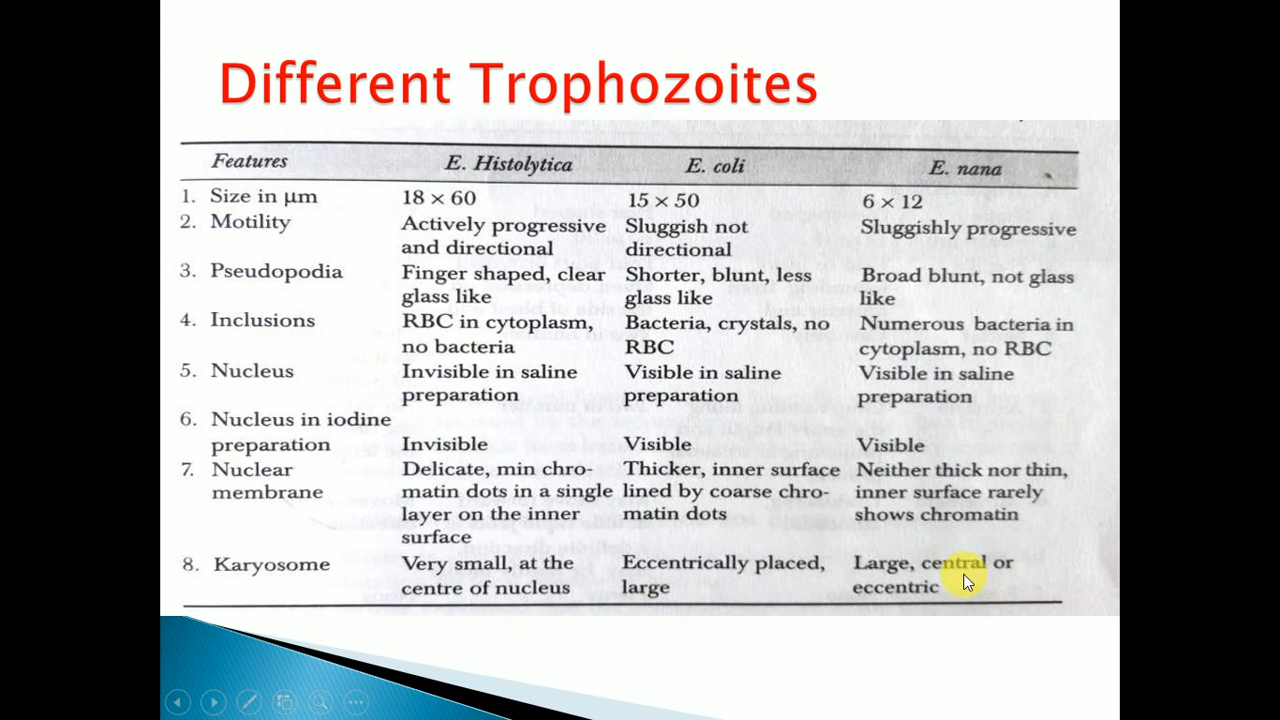 Different Trophozoites
Features E. Histolytica E. coli E. nana
1. Size in μm 18 × 60 15 × 50 6 × 12
2. Motility Actively progressive Sluggish not Sluggishly progressive
and directional directional
3. Pseudopodia Finger shaped, clear Shorter, blunt, less Broad blunt, not glass
glass like glass like like
4. Inclusions RBC in cytoplasm, Bacteria, crystals, no Numerous bacteria in
no bacteria RBC cytoplasm, no RBC
5. Nucleus Invisible in saline Visible in saline Visible in saline
preparation preparation preparation
6. Nucleus in iodine
preparation Invisible Visible Visible
7. Nuclear Delicate, min chro- Thicker, inner surface Neither thick nor thin,
membrane matin dots in a single lined by coarse chro- inner surface rarely
layer on the inner matin dots shows chromatin
surface
8. Karyosome Very small, at the Eccentrically placed, Large, central or
centre of nucleus large eccentric